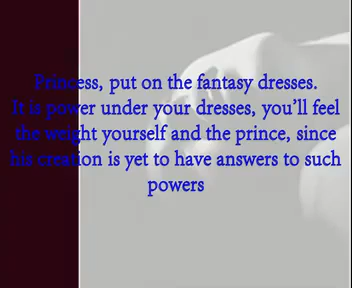 Princess, put on the fantasy dresses.
It is power under your dresses, you'll feel
the weight yourself and the prince, since
his creation is yet to have answers to such
powers